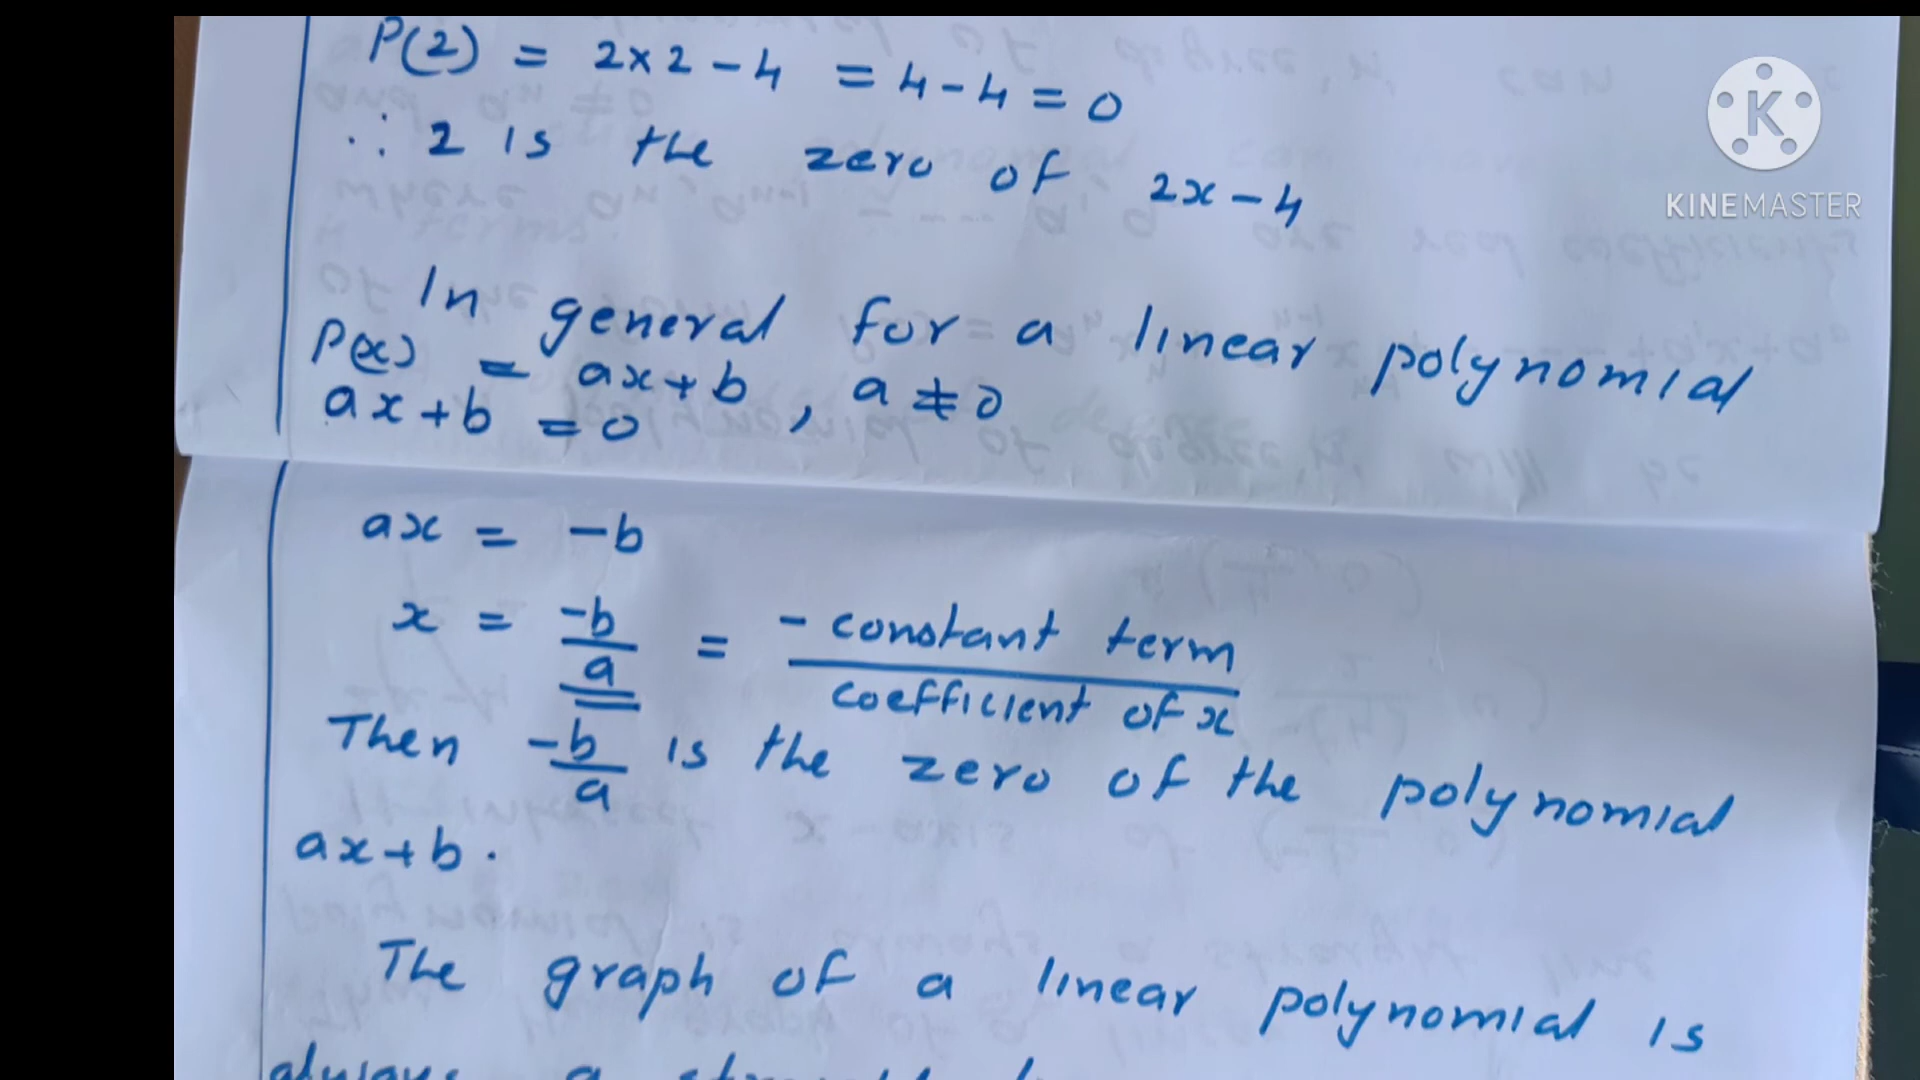 P(2) = 2×2-4 = 4-4 = 0
∴ 2 is the zero of 2x-4
In general for a linear polynomial
P(x) = ax+b, a≠0
ax+b = 0
ax = -b
x = -b/a = - constant term / coefficient of x
Then -b/a is the zero of the polynomial
ax+b.
The graph of a linear polynomial is
always a
KINEMASTER